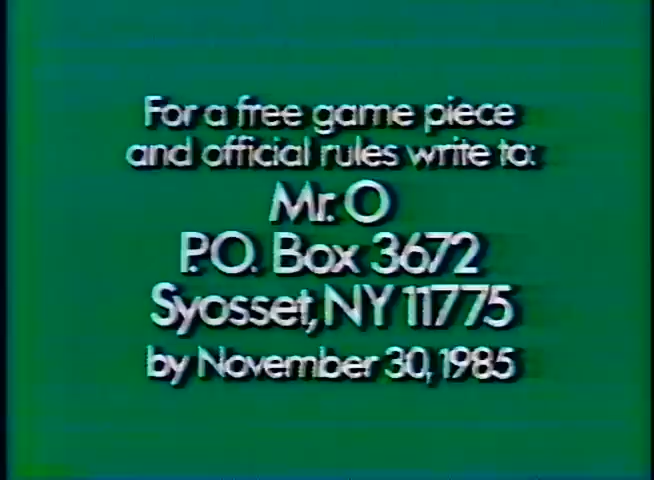 For a free game piece
and official rules write to:
Mr. O
P.O. Box 3672
Syosset, NY 11775
by November 30, 1985